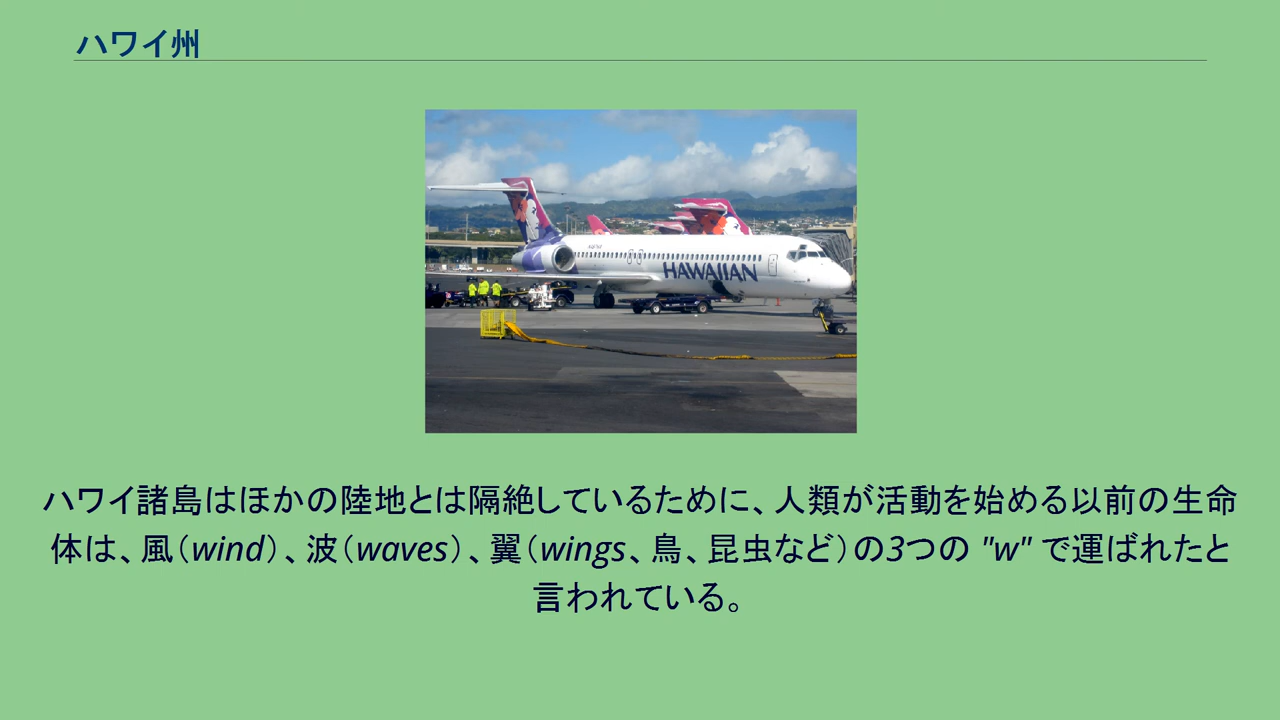 ハワイ州
HAWAIIAN
ハワイ諸島はほかの陸地とは隔絶しているために、人類が活動を始める以前の生命
体は、風（wind）、波（waves）、翼（wings、鳥、昆虫など）の3つの "w" で運ばれたと
言われている。